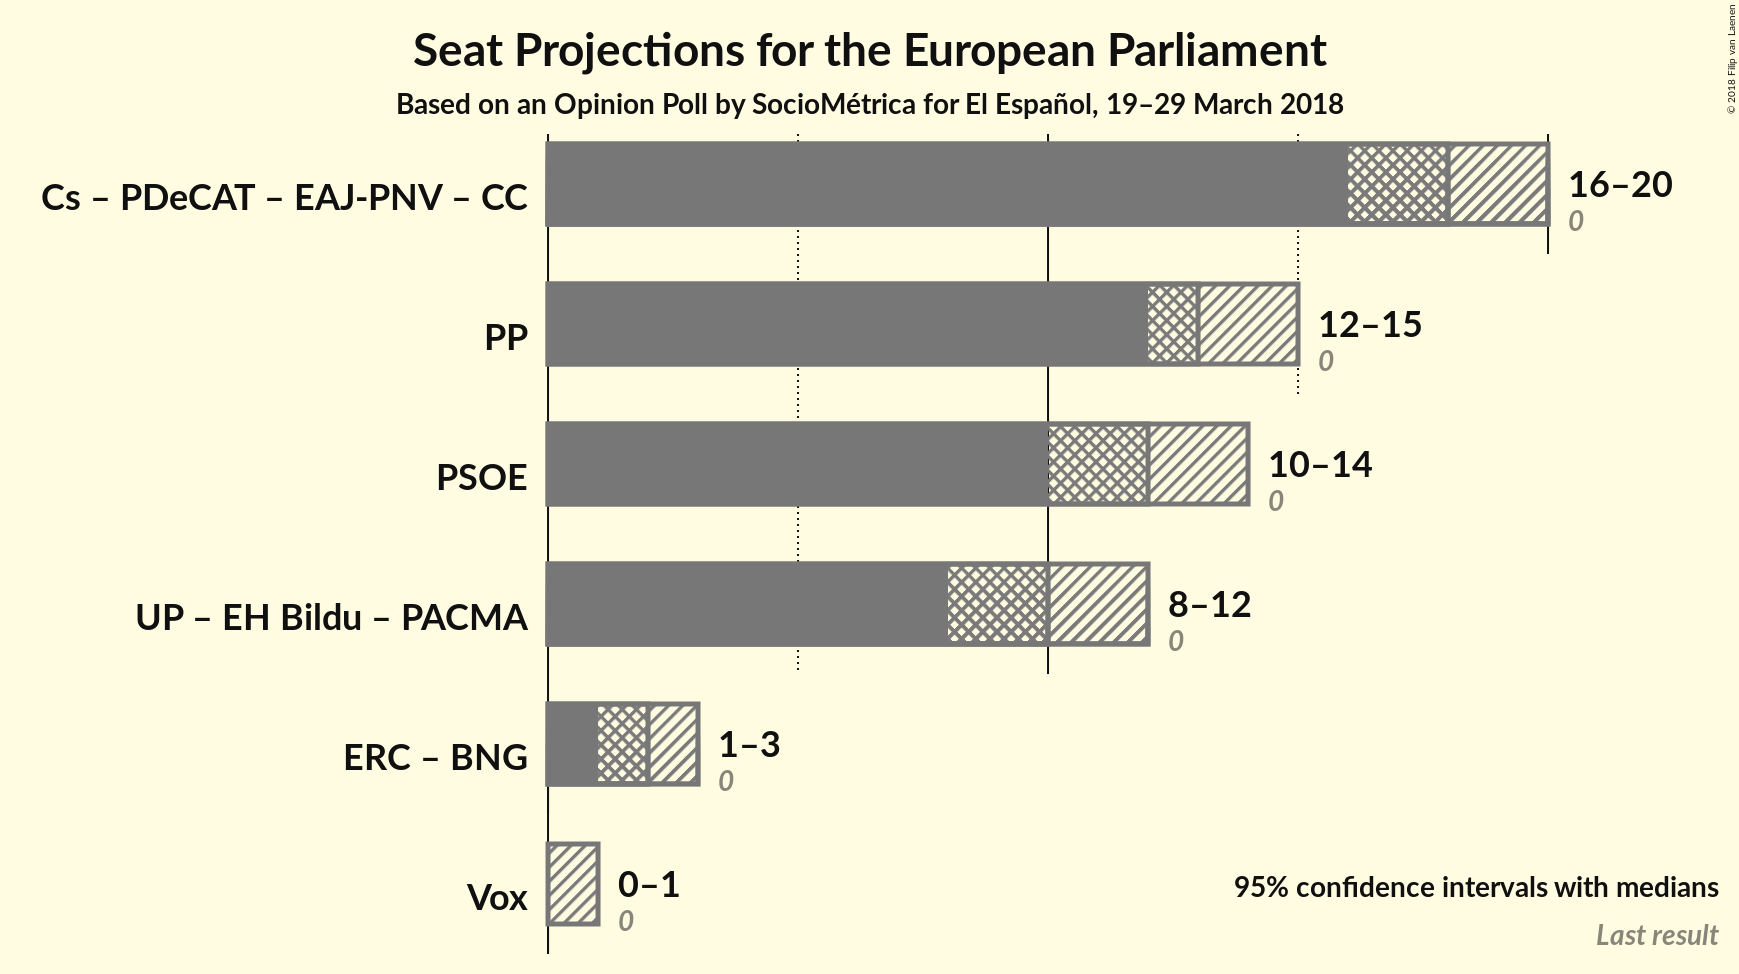 Seat Projections for the European Parliament
Based on an Opinion Poll by SocioMétrica for El Español, 19–29 March 2018
© 2018 Filip van Laenen
Cs – PDeCAT – EAJ-PNV – CC
16–20
0
PP
12–15
0
PSOE
10–14
0
UP – EH Bildu – PACMA
8–12
0
ERC – BNG
1–3
0
Vox
0–1
0
95% confidence intervals with medians
Last result